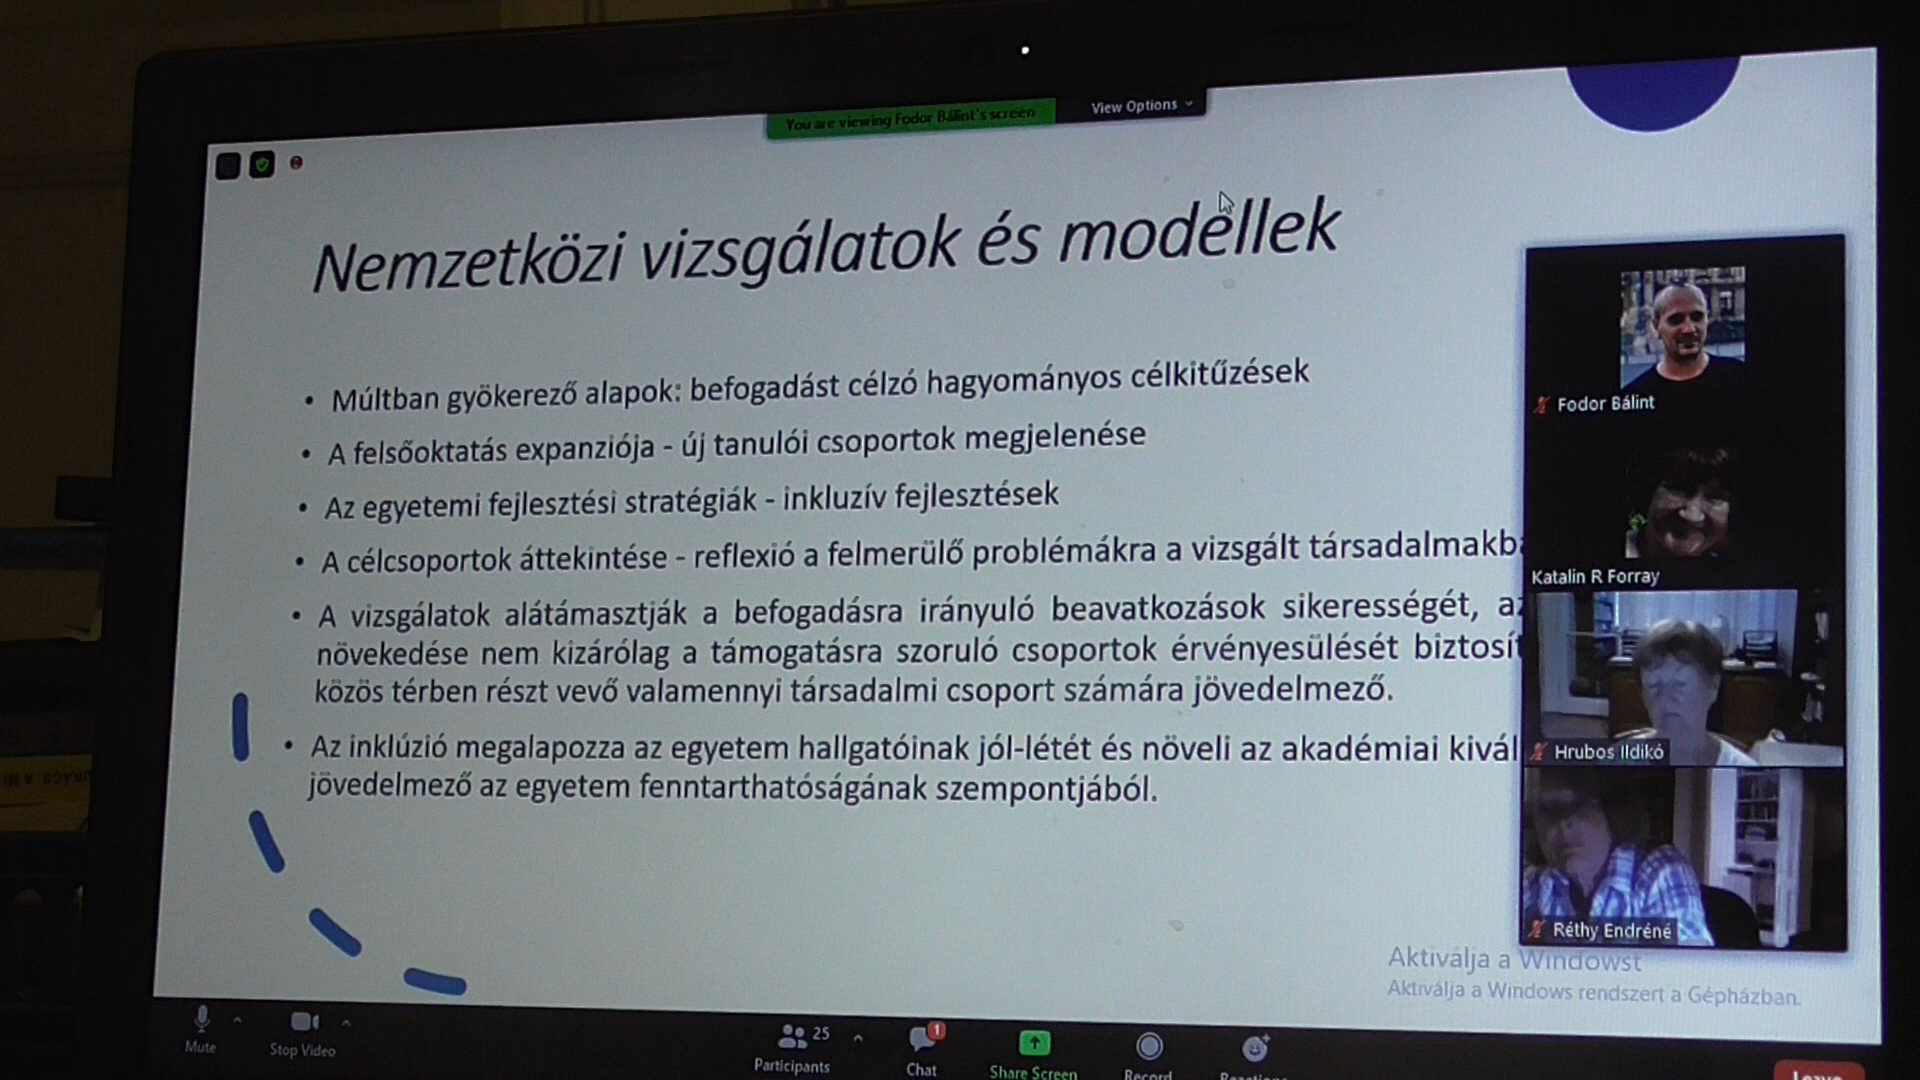 You are viewing Fodor Bálint's screen
View Options
Nemzetközi vizsgálatok és modellek
• Múltban gyökerező alapok: befogadást célzó hagyományos célkitűzések
• A felsőoktatás expanziója - új tanulói csoportok megjelenése
• Az egyetemi fejlesztési stratégiák - inkluzív fejlesztések
• A célcsoportok áttekintése - reflexió a felmerülő problémákra a vizsgált
• A vizsgálatok alátámasztják a befogadásra irányuló beavatkozások sikerességét,
növekedése nem kizárólag a támogatásra szoruló csoportok érvényesülését
közös térben részt vevő valamennyi társadalmi csoport számára jövedelmező.
• Az inklúzió megalapozza az egyetem hallgatóinak jól-létét és növeli az akadémiai
jövedelmező az egyetem fenntarthatóságának szempontjából.
Fodor Bálint
Katalin R Forray
Hrubos Ildikó
Réthy Endréné
Aktiválja a Windowst
Aktiválja a Windows rendszert a Gépházban.
Mute
Stop Video
25
Participants
1
Chat
Share Screen
Record